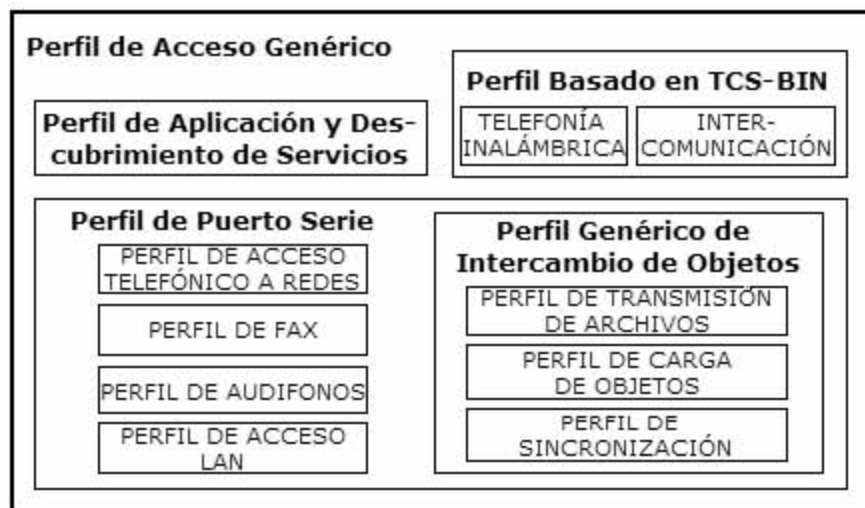 Perfil de Acceso Genérico
Perfil de Aplicación y Des-
cubrimiento de Servicios
Perfil Basado en TCS-BIN
TELEFONÍA
INALÁMBRICA
INTER-
COMUNICACIÓN
Perfil de Puerto Serie
PERFIL DE ACCESO
TELEFÓNICO A REDES
PERFIL DE FAX
PERFIL DE AUDIFONOS
PERFIL DE ACCESO
LAN
Perfil Genérico de
Intercambio de Objetos
PERFIL DE TRANSMISIÓN
DE ARCHIVOS
PERFIL DE CARGA
DE OBJETOS
PERFIL DE
SINCRONIZACIÓN